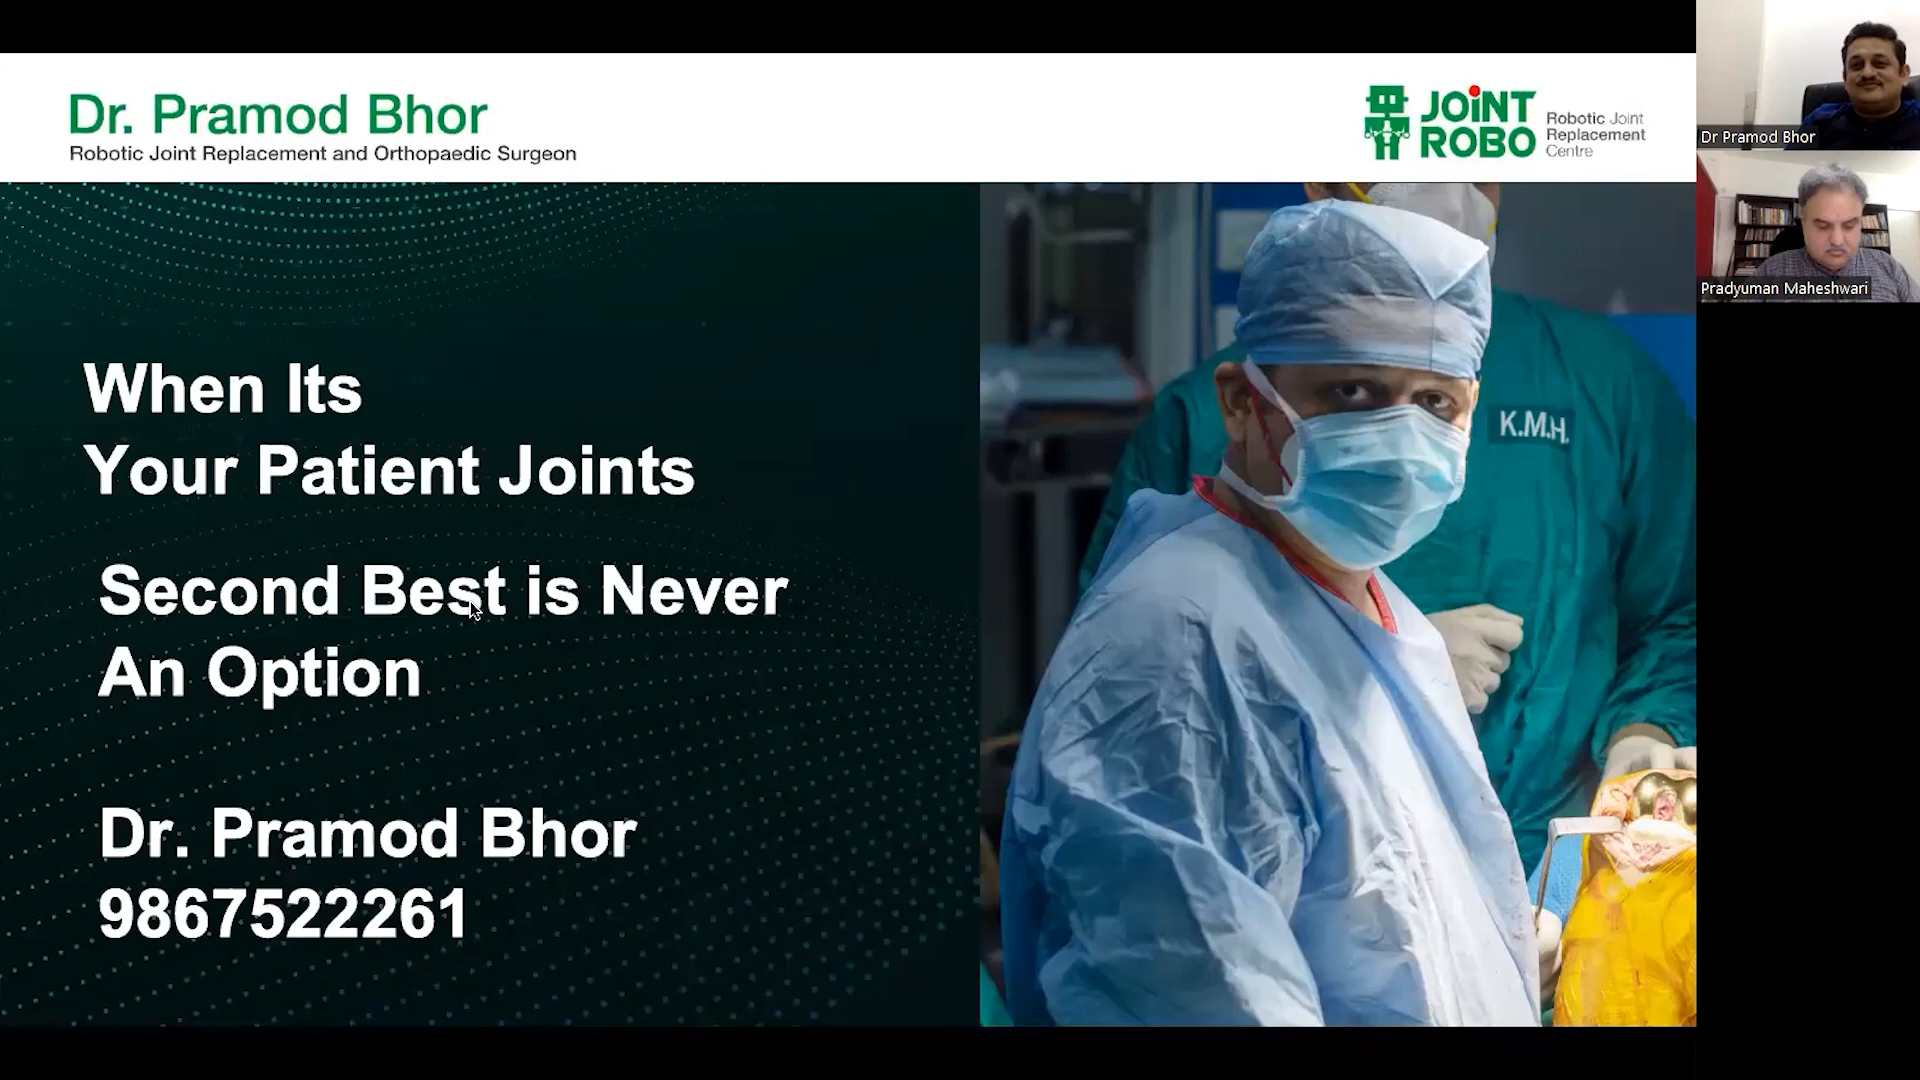 Dr. Pramod Bhor
Robotic Joint Replacement and Orthopaedic Surgeon
JOiNT
ROBO
Robotic Joint
Replacement
Centre
When Its
Your Patient Joints
Second Best is Never
An Option
Dr. Pramod Bhor
9867522261
K.M.H.
Dr Pramod Bhor
Pradyuman Maheshwari